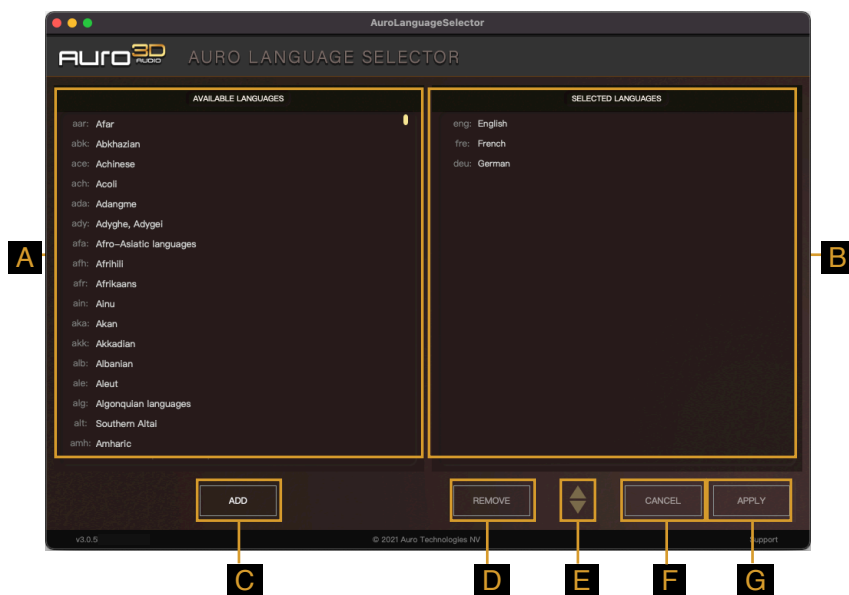 AuroLanguageSelector
AURO 3D AUDIO
AURO LANGUAGE SELECTOR
AVAILABLE LANGUAGES
aar: Afar
abk: Abkhazian
ace: Achinese
ach: Acoli
ada: Adangme
ady: Adyghe, Adygei
afa: Afro-Asiatic languages
afh: Afrihili
afr: Afrikaans
ain: Ainu
aka: Akan
akk: Akkadian
alb: Albanian
ale: Aleut
alg: Algonquian languages
alt: Southern Altai
amh: Amharic
SELECTED LANGUAGES
eng: English
fre: French
deu: German
A
B
ADD
REMOVE
CANCEL
APPLY
v3.0.5
© 2021 Auro Technologies NV
Support
C
D
E
F
G